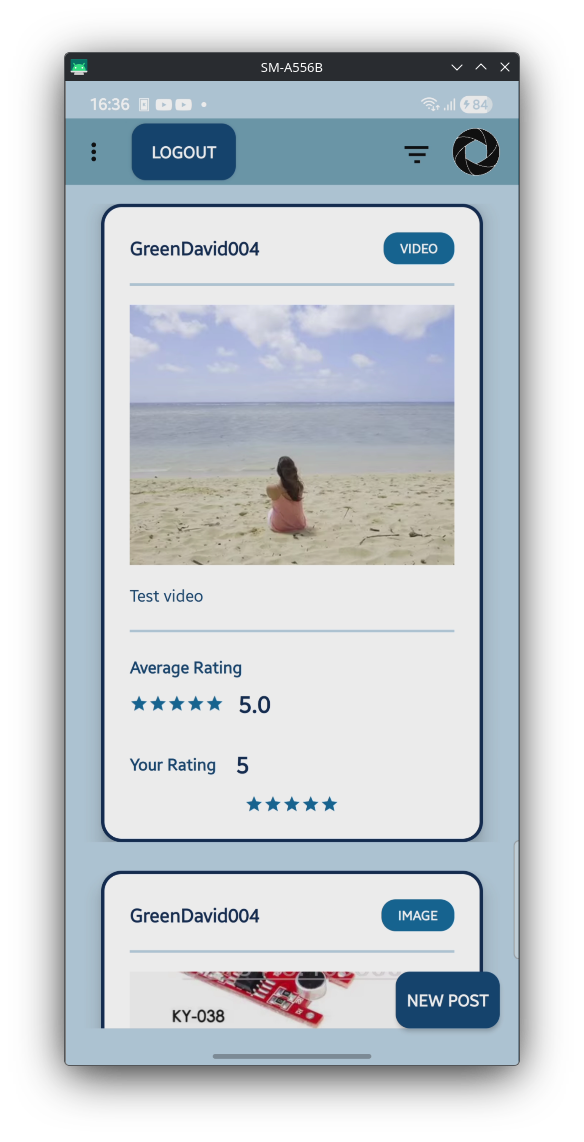 SM-A556B
16:36
84
LOGOUT
GreenDavid004
VIDEO
Test video
Average Rating
5.0
Your Rating 5
GreenDavid004
IMAGE
KY-038
NEW POST